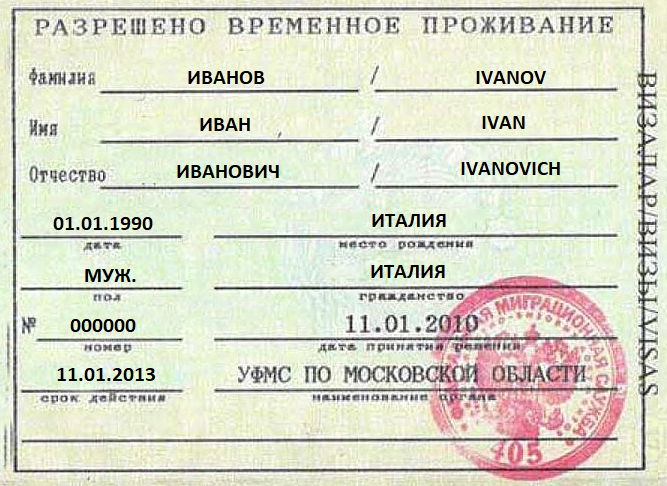 РАЗРЕШЕНО ВРЕМЕННОЕ ПРОЖИВАНИЕ
Фамилия ИВАНОВ / IVANOV
Имя ИВАН / IVAN
Отчество ИВАНОВИЧ / IVANOVICH
01.01.1990 ИТАЛИЯ
дата место рождения
МУЖ. ИТАЛИЯ
пол гражданство
№ 000000 11.01.2010
номер дата принятия решения
11.01.2013 УФМС ПО МОСКОВСКОЙ ОБЛАСТИ
срок действия наименование органа
ВИЗАЛАР/ВИЗЫ/VISAS
МИГРАЦИОННАЯ СЛУЖБА
405